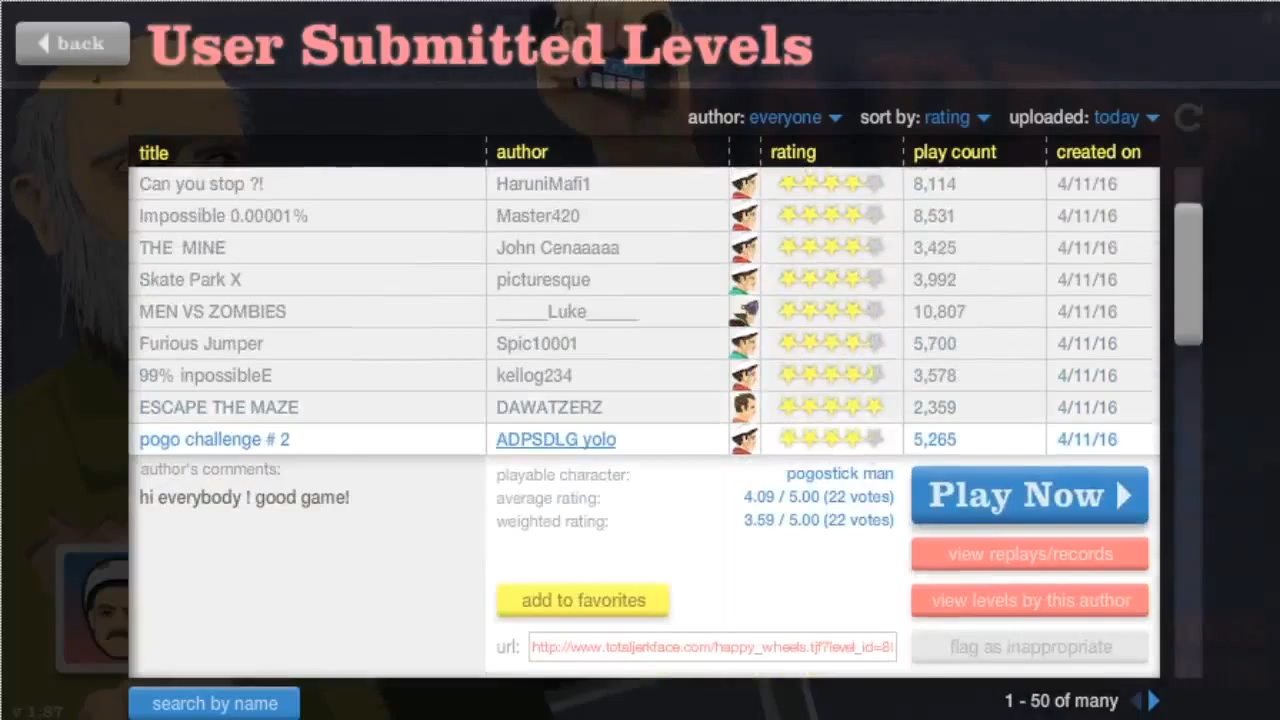 back
User Submitted Levels
author: everyone sort by: rating uploaded: today
title author rating play count created on
Can you stop ?! HaruniMafi1 8,114 4/11/16
Impossible 0.00001% Master420 8,531 4/11/16
THE MINE John Cenaaaaa 3,425 4/11/16
Skate Park X picturesque 3,992 4/11/16
MEN VS ZOMBIES _____Luke_____ 10,807 4/11/16
Furious Jumper Spic10001 5,700 4/11/16
99% inpossibleE kellog234 3,578 4/11/16
ESCAPE THE MAZE DAWATZERZ 2,359 4/11/16
pogo challenge # 2 ADPSDLG yolo 5,265 4/11/16
author's comments:
hi everybody ! good game!
playable character: pogostick man
average rating: 4.09 / 5.00 (22 votes)
weighted rating: 3.59 / 5.00 (22 votes)
Play Now
view replays/records
add to favorites
view levels by this author
url: http://www.totaljerkface.com/happy_wheels.tjf?level_id=8
flag as inappropriate
search by name
1 - 50 of many
v 1.87